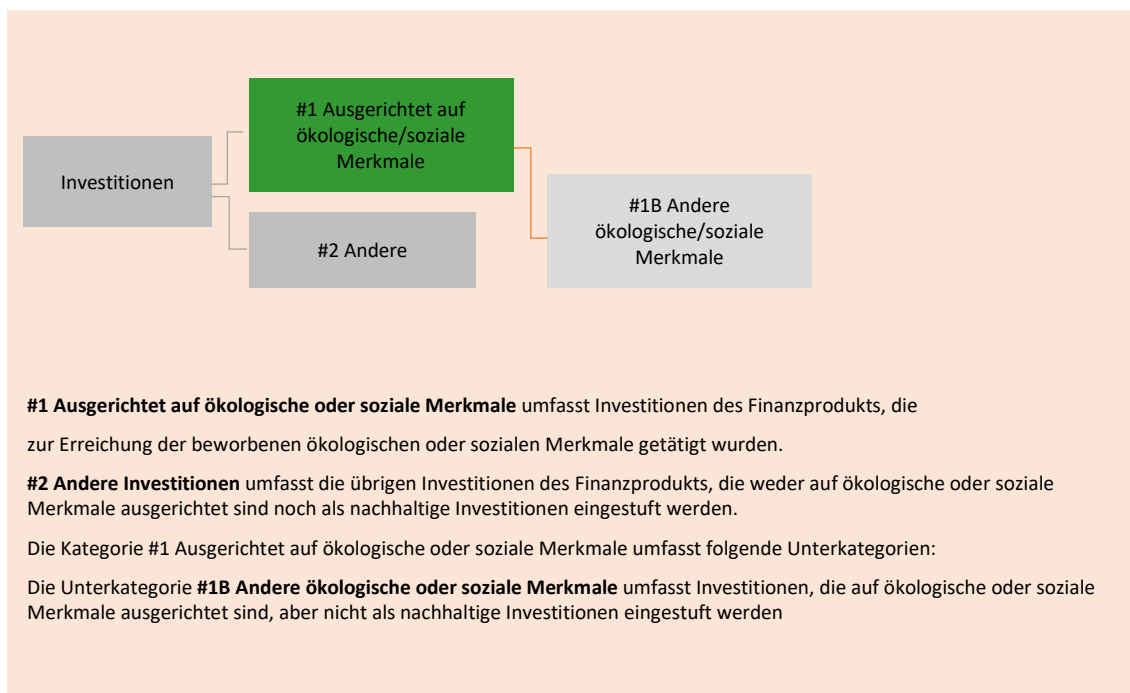 #1 Ausgerichtet auf
ökologische/soziale
Merkmale
Investitionen
#1B Andere
ökologische/soziale
Merkmale
#2 Andere
#1 Ausgerichtet auf ökologische oder soziale Merkmale umfasst Investitionen des Finanzprodukts, die
zur Erreichung der beworbenen ökologischen oder sozialen Merkmale getätigt wurden.
#2 Andere Investitionen umfasst die übrigen Investitionen des Finanzprodukts, die weder auf ökologische oder soziale
Merkmale ausgerichtet sind noch als nachhaltige Investitionen eingestuft werden.
Die Kategorie #1 Ausgerichtet auf ökologische oder soziale Merkmale umfasst folgende Unterkategorien:
Die Unterkategorie #1B Andere ökologische oder soziale Merkmale umfasst Investitionen, die auf ökologische oder soziale
Merkmale ausgerichtet sind, aber nicht als nachhaltige Investitionen eingestuft werden